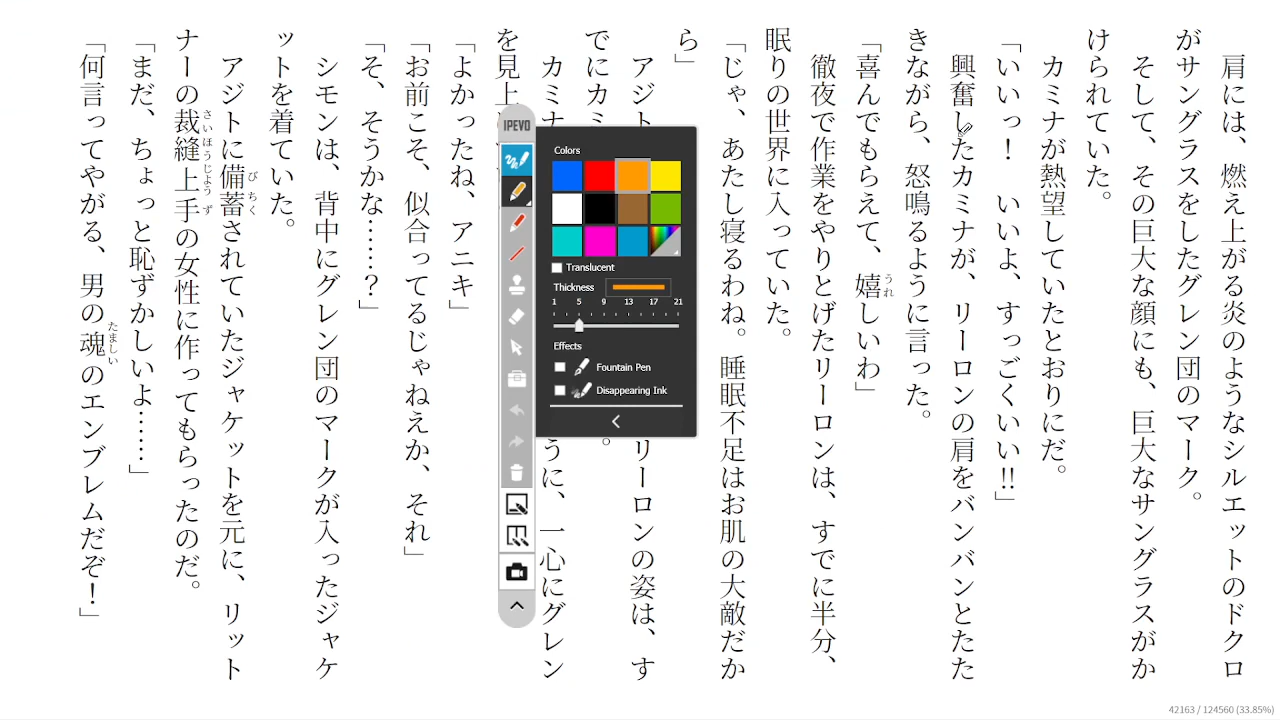 肩には、燃え上がる炎のようなシルエットのドクロ
がサングラスをしたグレン団のマーク。
そして、その巨大な顔にも、巨大なサングラスがか
けられていた。
カミナが熱望していたとおりにだ。
「いいっ！　いいよ、すっごくいい!!」
興奮したカミナが、リーロンの肩をバンバンとたた
きながら、怒鳴るように言った。
「喜んでもらえて、嬉しいわ」
うれ
徹夜で作業をやりとげたリーロンは、すでに半分、
眠りの世界に入っていた。
「じゃ、あたし寝るわね。睡眠不足はお肌の大敵だか
ら」
アジト
リーロンの姿は、す
でにカ
。
カミナ
うに、一心にグレン
を見上
「よかったね、アニキ」
「お前こそ、似合ってるじゃねえか、それ」
「そ、そうかな……？」
シモンは、背中にグレン団のマークが入ったジャケ
ットを着ていた。
アジトに備蓄されていたジャケットを元に、リット
びちく
ナーの裁縫上手の女性に作ってもらったのだ。
さいほうじょうず
「まだ、ちょっと恥ずかしいよ……」
「何言ってやがる、男の魂のエンブレムだぞ！」
たましい
IPEVO
Colors
Translucent
Thickness
1 5 9 13 17 21
Effects
Fountain Pen
Disappearing Ink
42163 / 124560 (33.85%)